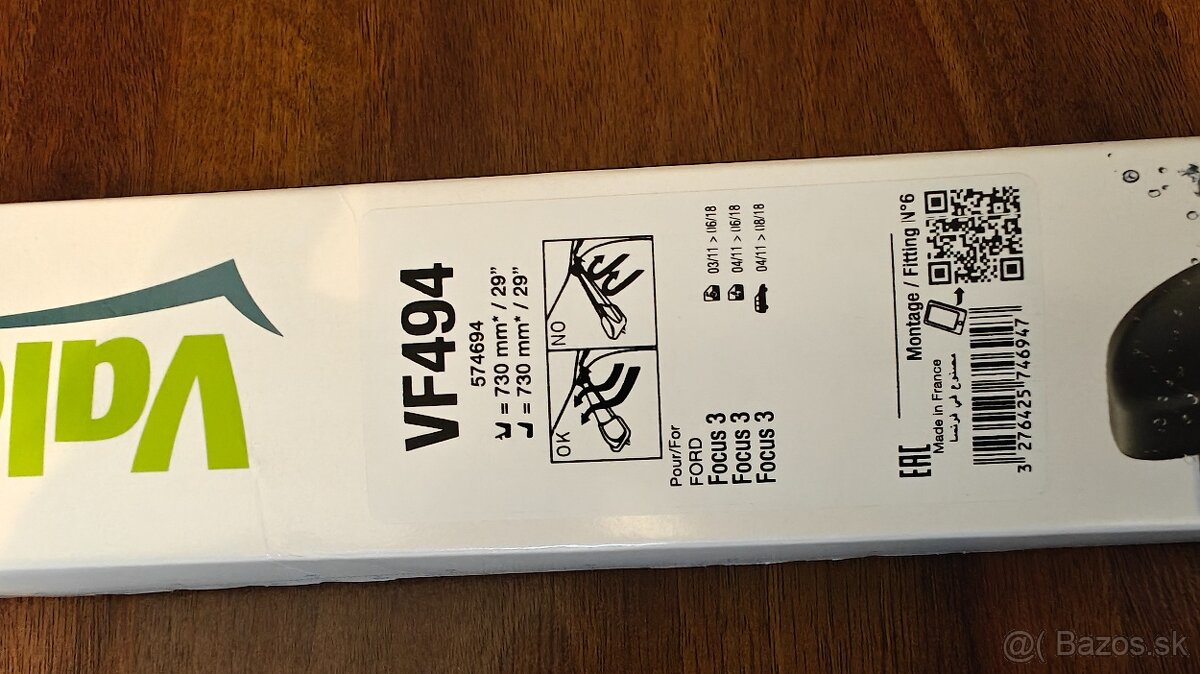 Val
VF494
574694
= 730 mm* / 29"
= 730 mm* / 29"
OK
NO
Pour/For
FORD
Focus 3 03/11 > 06/18
Focus 3 04/11 > 06/18
Focus 3 04/11 > 08/18
Montage / Fitting N°6
EAC
Made in France
مصنوع في فرنسا
3 276425 746947
@( Bazos.sk